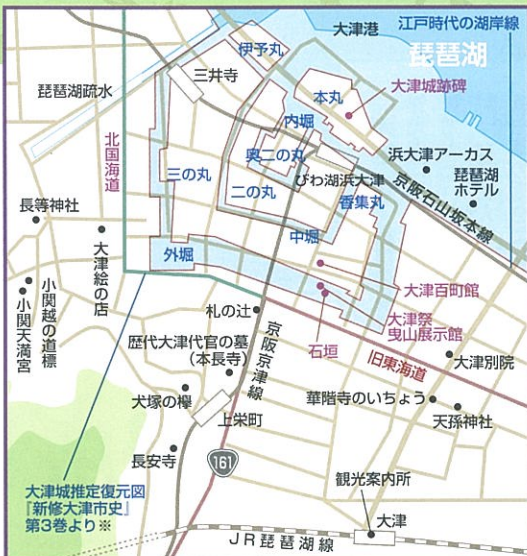 江戸時代の湖岸線
大津港
琵琶湖
伊予丸
三井寺
本丸
大津城跡碑
琵琶湖疏水
内堀
奥二の丸
浜大津アーカス
北国海道
三の丸
二の丸
びわ湖浜大津
琵琶湖
ホテル
香集丸
京阪石山坂本線
長等神社
中堀
外堀
大津絵の店
小関越の道標
小関天満宮
大津百町館
大津祭
曳山展示館
石垣
札の辻
京阪京津線
旧東海道
歴代大津代官の墓
(本長寺)
大津別院
犬塚の欅
華階寺のいちょう
上栄町
天孫神社
長安寺
161
観光案内所
大津城推定復元図
『新修大津市史』
第3巻より※
大津
JR琵琶湖線